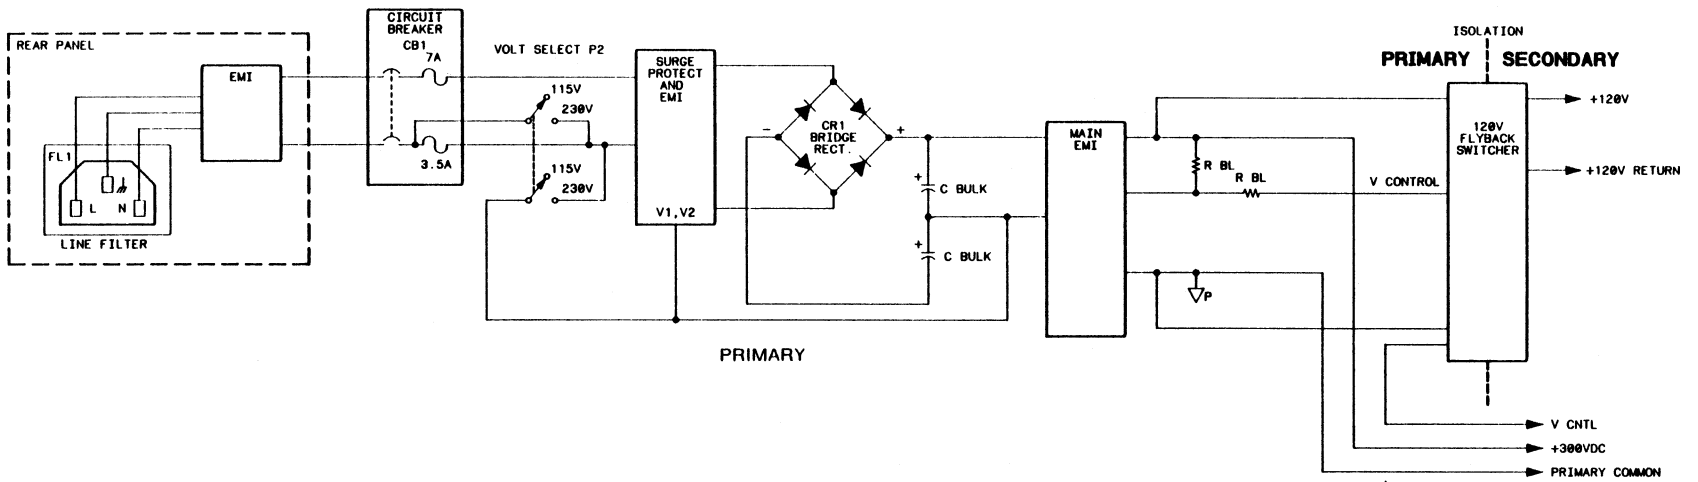 REAR PANEL
EMI
FL1
L N
LINE FILTER
CIRCUIT
BREAKER
CB1
7A
3.5A
VOLT SELECT P2
115V
230V
115V
230V
SURGE
PROTECT
AND
EMI
V1,V2
-
CR1
BRIDGE
RECT.
+
+
C BULK
+
C BULK
PRIMARY
MAIN
EMI
R BL
R BL
V CONTROL
P
ISOLATION
PRIMARY SECONDARY
120V
FLYBACK
SWITCHER
+120V
+120V RETURN
V CNTL
+300VDC
PRIMARY COMMON